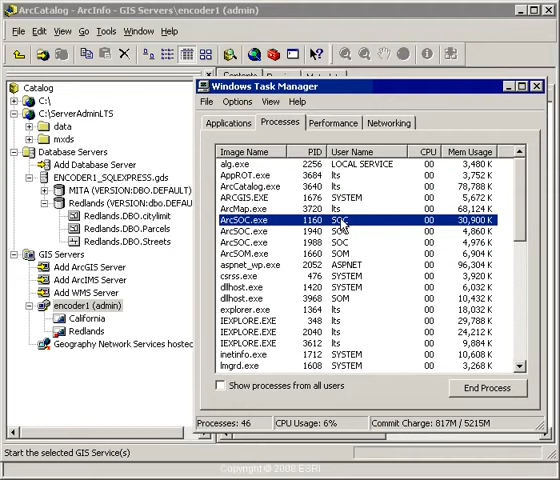 ArcCatalog - ArcInfo - GIS Servers\encoder1 (admin)
File Edit View Go Tools Window Help
Catalog
C:\
C:\ServerAdminLTS
data
mxds
Database Servers
Add Database Server
ENCODER1_SQLEXPRESS.gds
MITA (VERSION:DBO.DEFAULT)
Redlands (version:dbo.DEFAULT)
Redlands.DBO.citylimit
Redlands.DBO.Parcels
Redlands.DBO.Streets
GIS Servers
Add ArcGIS Server
Add ArcIMS Server
Add WMS Server
encoder1 (admin)
California
Redlands
Geography Network Services hosted
Windows Task Manager
File Options View Help
Applications Processes Performance Networking
Image Name PID User Name CPU Mem Usage
alg.exe 2256 LOCAL SERVICE 00 3,480 K
AppROT.exe 3684 lts 00 3,752 K
ArcCatalog.exe 3640 lts 00 78,788 K
ARCGIS.EXE 1676 SYSTEM 00 5,672 K
ArcMap.exe 3720 lts 00 68,124 K
ArcSOC.exe 1160 SOC 00 30,900 K
ArcSOC.exe 1940 SOC 00 4,860 K
ArcSOC.exe 1988 SOC 00 4,976 K
ArcSOM.exe 1660 SOM 00 6,904 K
aspnet_wp.exe 2052 ASPNET 00 96,304 K
csrss.exe 476 SYSTEM 00 3,920 K
dllhost.exe 1420 SYSTEM 00 6,032 K
dllhost.exe 3968 SOM 00 10,432 K
explorer.exe 1364 lts 00 18,032 K
IEXPLORE.EXE 348 lts 00 29,788 K
IEXPLORE.EXE 2040 lts 00 24,212 K
IEXPLORE.EXE 3612 lts 00 9,884 K
inetinfo.exe 1712 SYSTEM 00 10,608 K
lmgrd.exe 1608 SYSTEM 00 3,268 K
Show processes from all users
End Process
Processes: 46 CPU Usage: 6% Commit Charge: 817M / 5215M
Start the selected GIS Service(s)
Copyright © 2008 ESRI